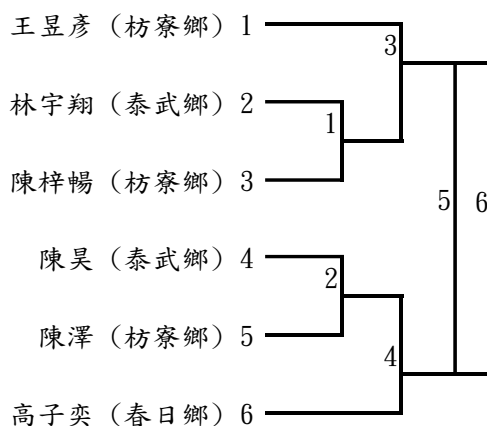 王昱彥 (枋寮鄉) 1
3
林宇翔 (泰武鄉) 2
1
陳梓暢 (枋寮鄉) 3
5
6
陳昊 (泰武鄉) 4
2
陳澤 (枋寮鄉) 5
4
高子奕 (春日鄉) 6